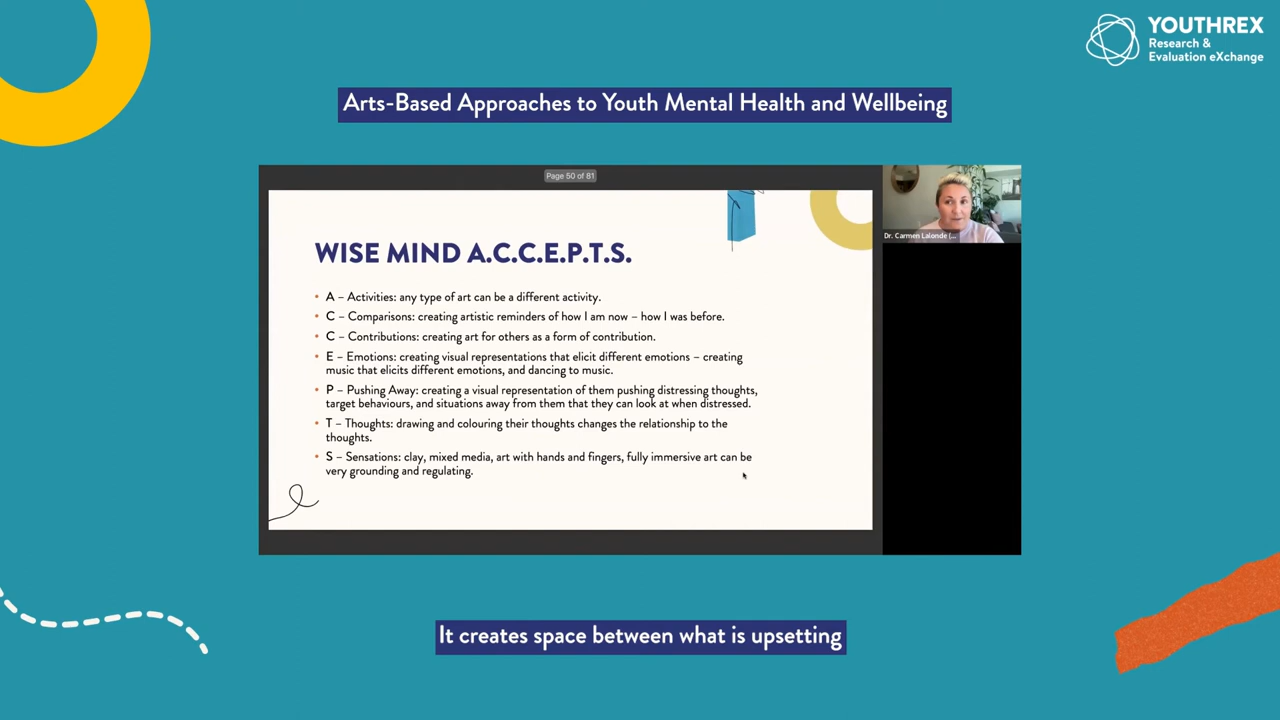 YOUTHREX
Research &
Evaluation eXchange
Arts-Based Approaches to Youth Mental Health and Wellbeing
Page 50 of 81
WISE MIND A.C.C.E.P.T.S.
• A – Activities: any type of art can be a different activity.
• C – Comparisons: creating artistic reminders of how I am now – how I was before.
• C – Contributions: creating art for others as a form of contribution.
• E – Emotions: creating visual representations that elicit different emotions – creating
music that elicits different emotions, and dancing to music.
• P – Pushing Away: creating a visual representation of them pushing distressing thoughts,
target behaviours, and situations away from them that they can look at when distressed.
• T – Thoughts: drawing and colouring their thoughts changes the relationship to the
thoughts.
• S – Sensations: clay, mixed media, art with hands and fingers, fully immersive art can be
very grounding and regulating.
Dr. Carmen Lalonde (...
It creates space between what is upsetting